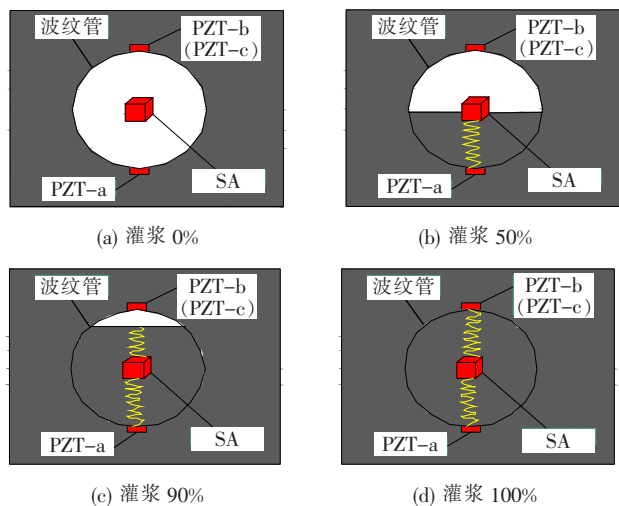 波纹管
PZT-b
(PZT-c)
PZT-a
SA
(a) 灌浆 0%
波纹管
PZT-b
(PZT-c)
PZT-a
SA
(b) 灌浆 50%
波纹管
PZT-b
(PZT-c)
PZT-a
SA
(c) 灌浆 90%
波纹管
PZT-b
(PZT-c)
PZT-a
SA
(d) 灌浆 100%